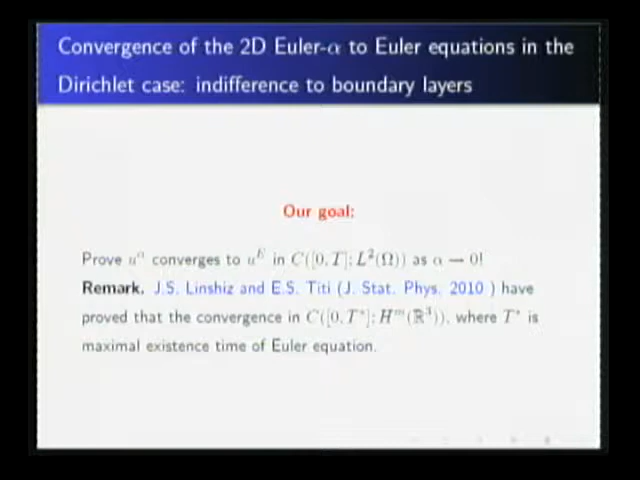 Convergence of the 2D Euler-α to Euler equations in the
Dirichlet case: indifference to boundary layers
Our goal:
Prove u^α converges to u^E in C([0, T]; L²(Ω)) as α → 0!
Remark. J.S. Linshiz and E.S. Titi (J. Stat. Phys. 2010 ) have
proved that the convergence in C([0, T*]; H^m(ℝ³)), where T* is
maximal existence time of Euler equation.